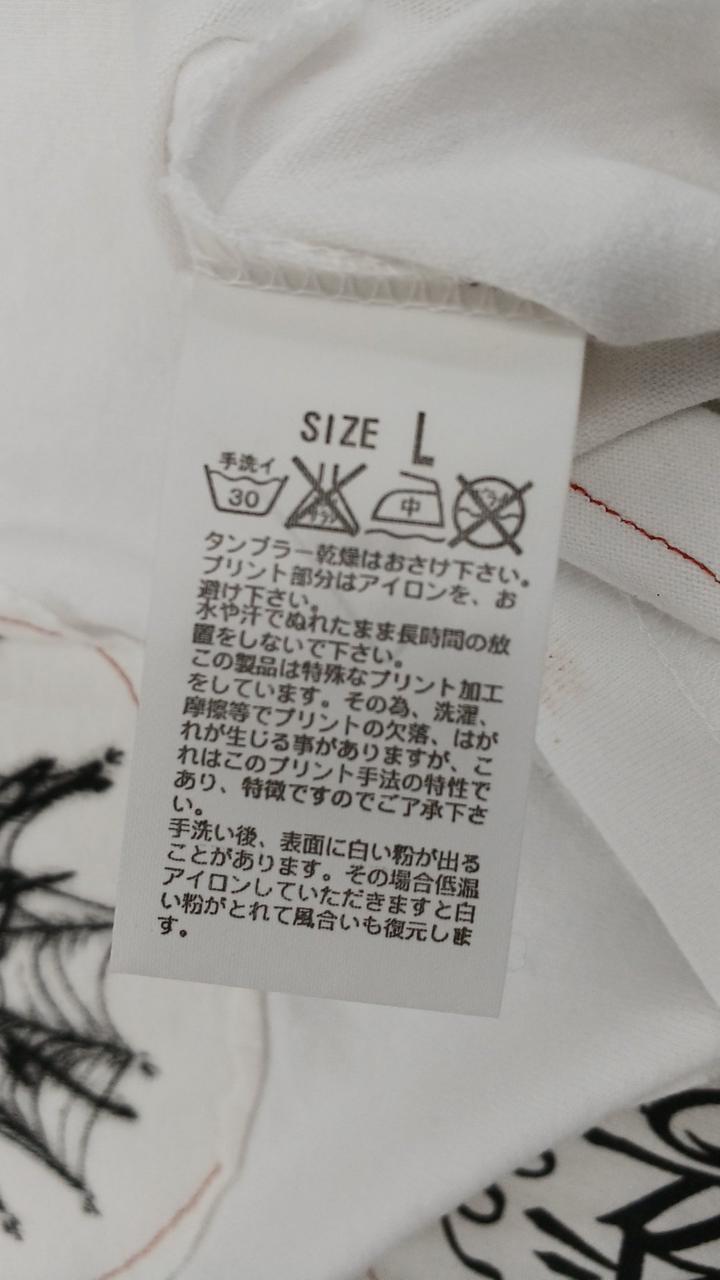 SIZE L
手洗イ
30
中
タンブラー乾燥はおさけ下さい。
プリント部分はアイロンを、お
避け下さい。
水や汗でぬれたまま長時間の放
置をしないで下さい。
この製品は特殊なプリント加工
をしています。その為、洗濯、
摩擦等でプリントの欠落、はが
れが生じる事がありますが、こ
れはこのプリント手法の特性で
あり、特徴ですのでご了承下さ
い。
手洗い後、表面に白い粉が出る
ことがあります。その場合低温
アイロンしていただきますと白
い粉がとれて風合いも復元しま
す。